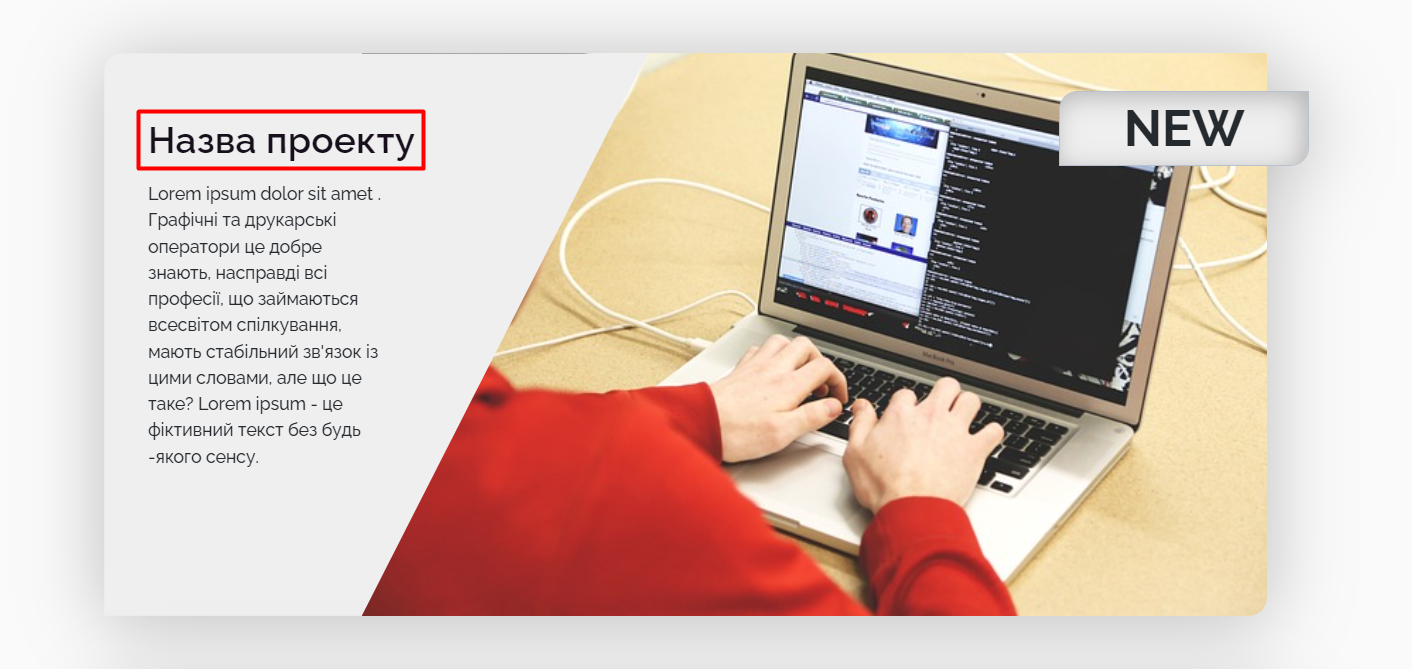 Назва проекту
NEW
Lorem ipsum dolor sit amet .
Графічні та друкарські
оператори це добре
знають, насправді всі
професії, що займаються
всесвітом спілкування,
мають стабільний зв'язок із
цими словами, але що це
таке? Lorem ipsum - це
фіктивний текст без будь
-якого сенсу.
MacBook Pro